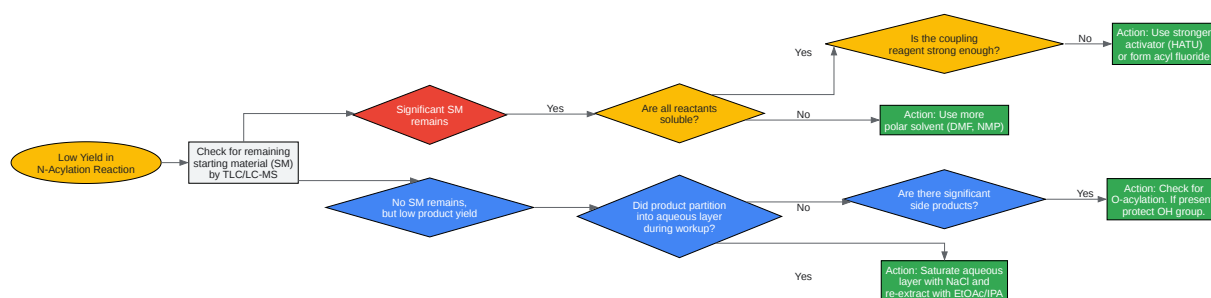 Low Yield in
N-Acylation Reaction
Check for remaining
starting material (SM)
by TLC/LC-MS
Significant SM
remains
Yes
Are all reactants
soluble?
Yes
Is the coupling
reagent strong enough?
No
Action: Use stronger
activator (HATU)
or form acyl fluoride
No
Action: Use more
polar solvent (DMF, NMP)
No SM remains,
but low product yield
Did product partition
into aqueous layer
during workup?
No
Are there significant
side products?
Yes
Action: Check for
O-acylation. If present
protect OH group.
Yes
Action: Saturate aqueous
layer with NaCl and
re-extract with EtOAc/IPA